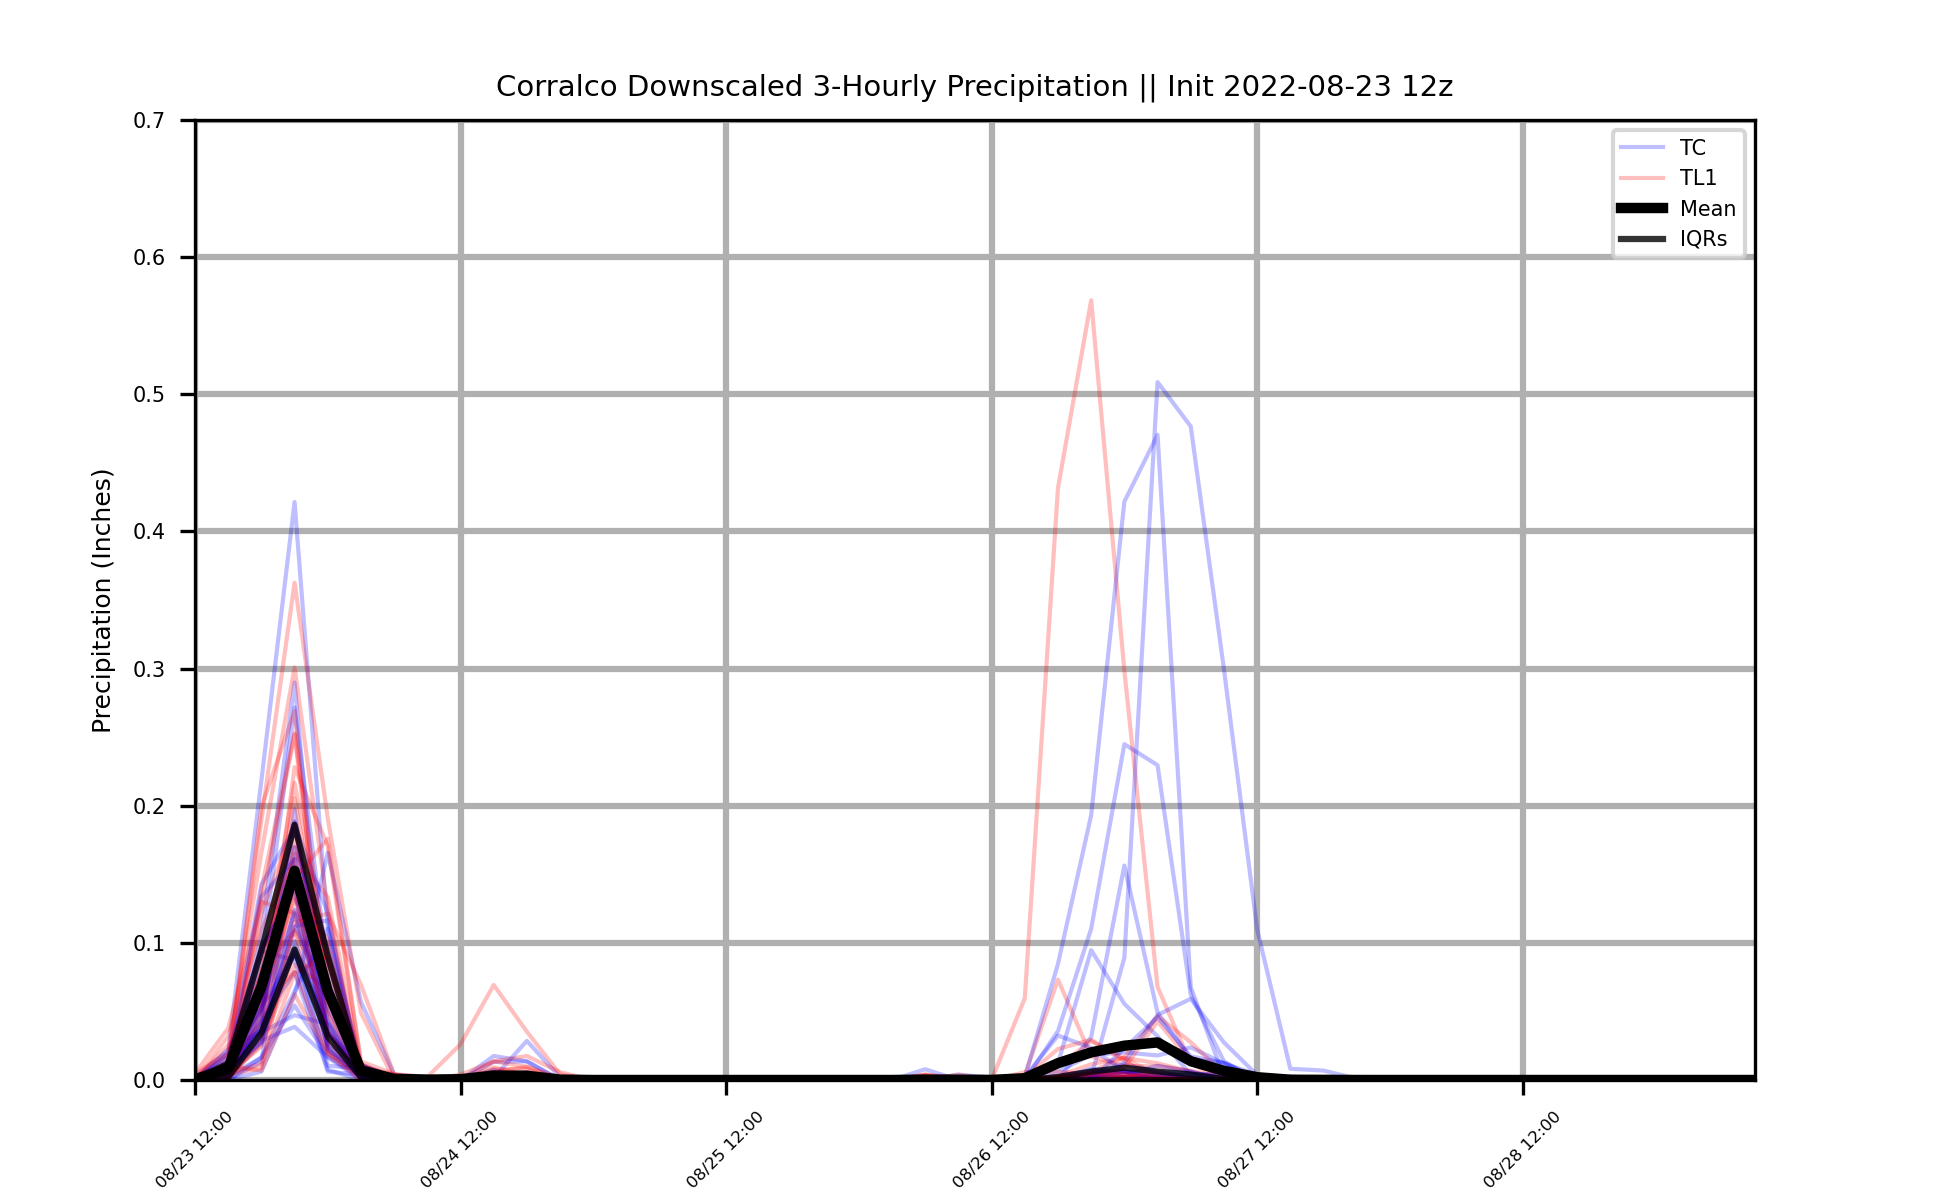 Corralco Downscaled 3-Hourly Precipitation || Init 2022-08-23 12z
0.7
0.6
0.5
0.4
0.3
0.2
0.1
0.0
Precipitation (Inches)
TC
TL1
Mean
IQRs
08/23 12:00
08/24 12:00
08/25 12:00
08/26 12:00
08/27 12:00
08/28 12:00